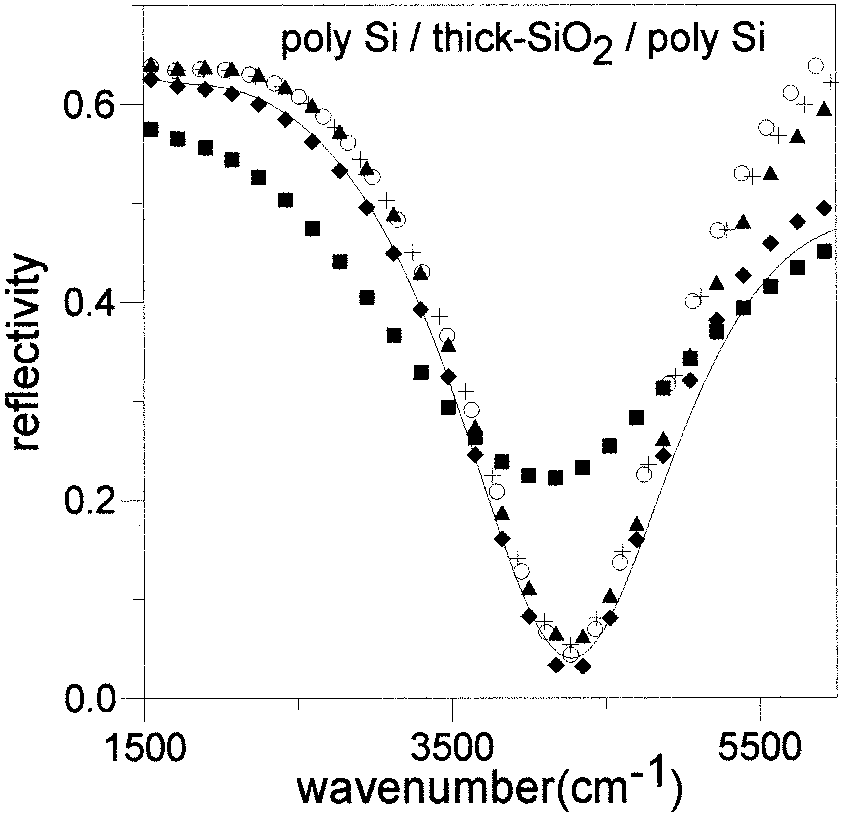 poly Si / thick-SiO₂ / poly Si
0.6
0.4
0.2
0.0
reflectivity
1500 3500 5500
wavenumber(cm⁻¹)